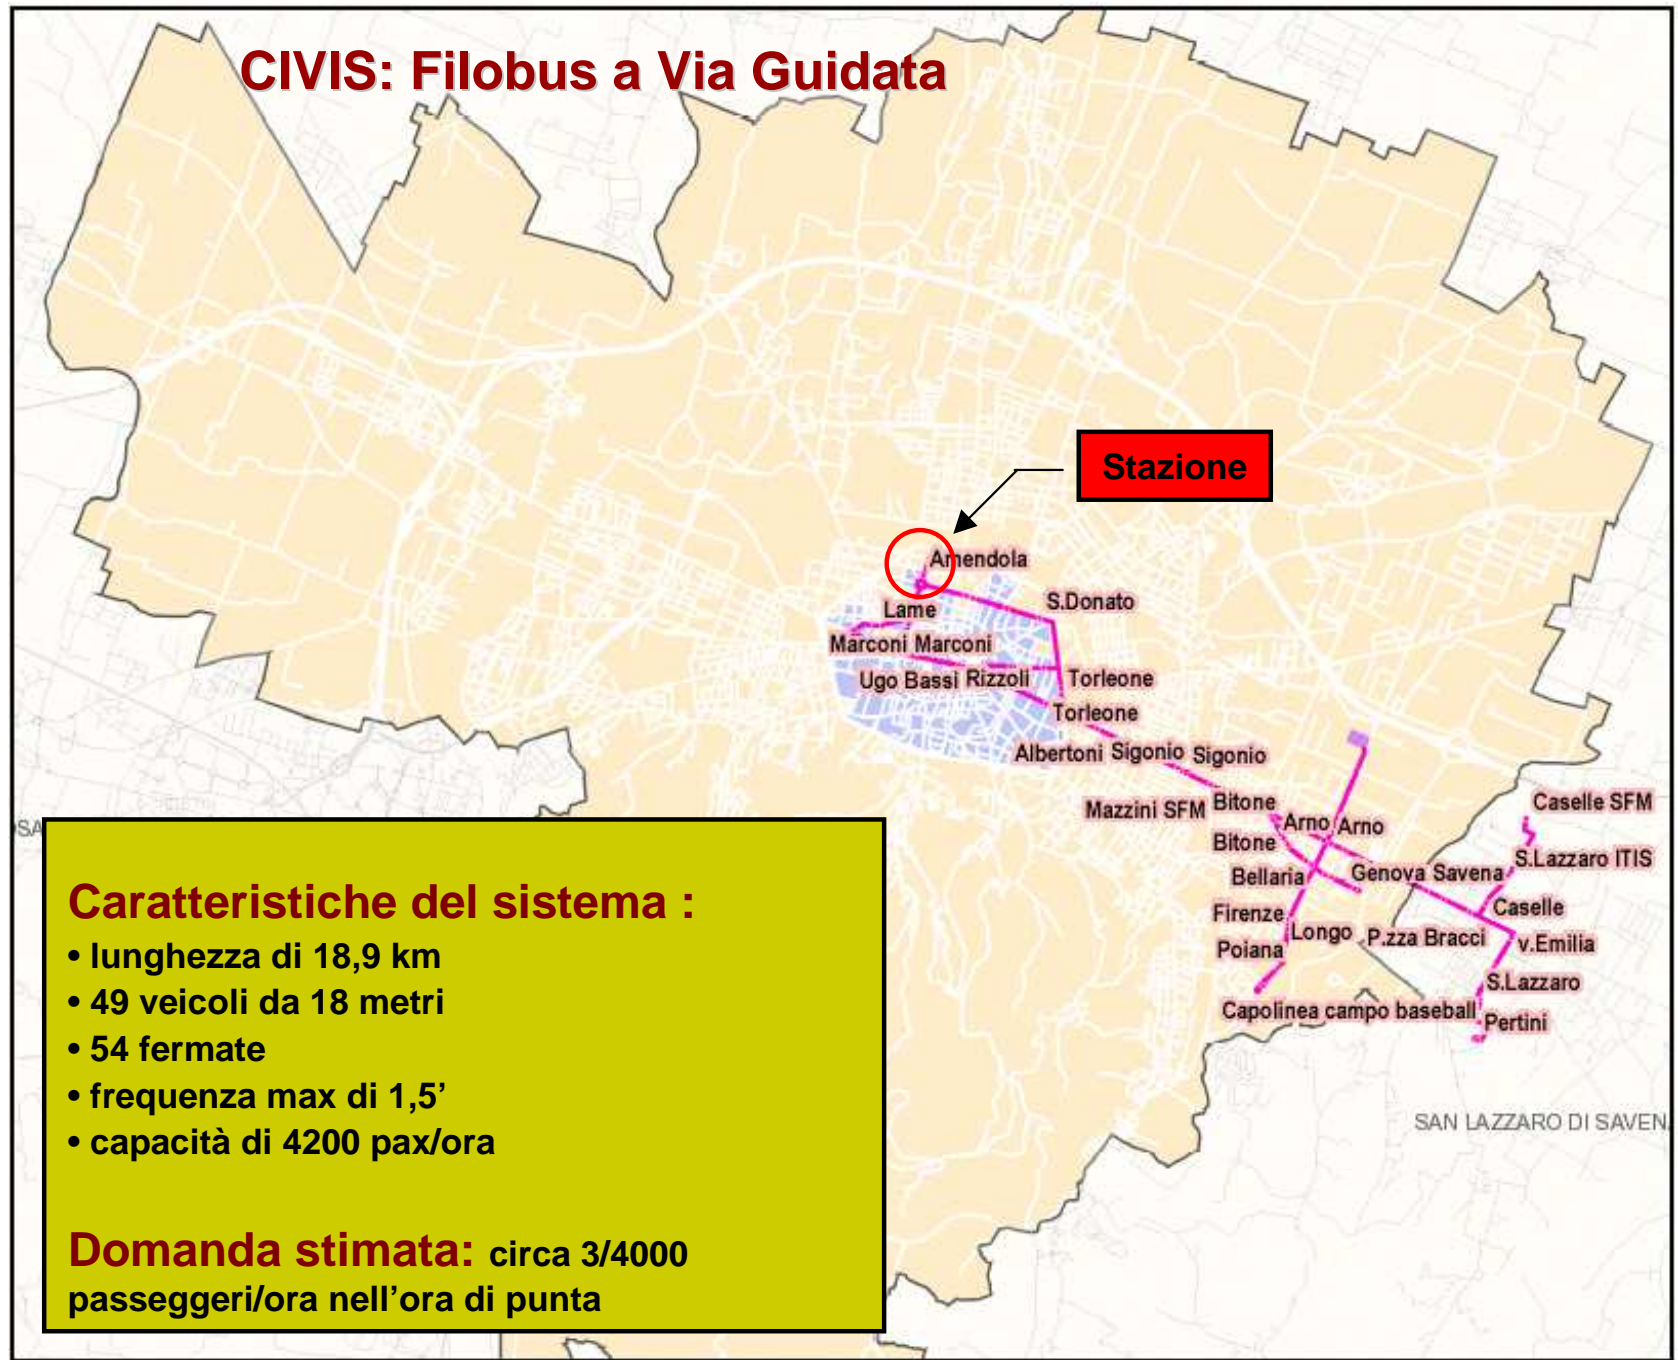 CIVIS: Filobus a Via Guidata
Stazione
Amendola
S.Donato
Lame
Marconi Marconi
Ugo Bassi Rizzoli
Torleone
Torleone
Albertoni Sigonio Sigonio
Mazzini SFM
Bitone
Caselle SFM
Arno Arno
Bitone
S.Lazzaro ITIS
Bellaria
Genova Savena
Firenze
Caselle
Longo
P.zza Bracci
v.Emilia
Poiana
S.Lazzaro
Capolinea campo baseball
Pertini
SAN LAZZARO DI SAVEN
SA
Caratteristiche del sistema :
• lunghezza di 18,9 km
• 49 veicoli da 18 metri
• 54 fermate
• frequenza max di 1,5’
• capacità di 4200 pax/ora
Domanda stimata: circa 3/4000
passeggeri/ora nell’ora di punta